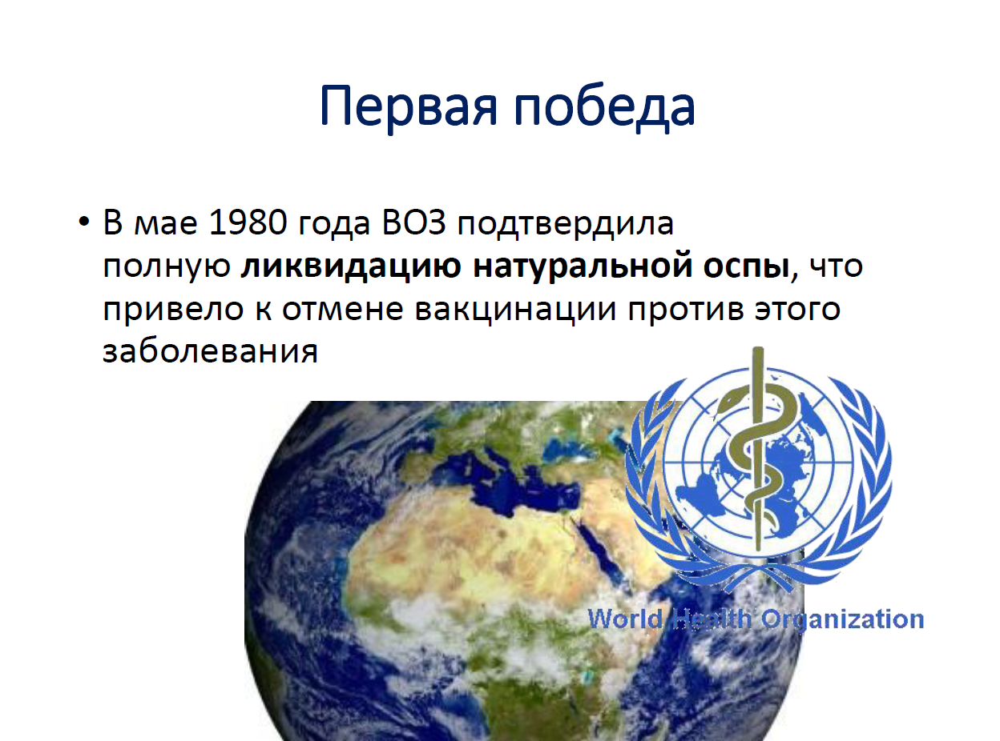 Первая победа
• В мае 1980 года ВОЗ подтвердила
полную ликвидацию натуральной оспы, что
привело к отмене вакцинации против этого
заболевания
World Health Organization